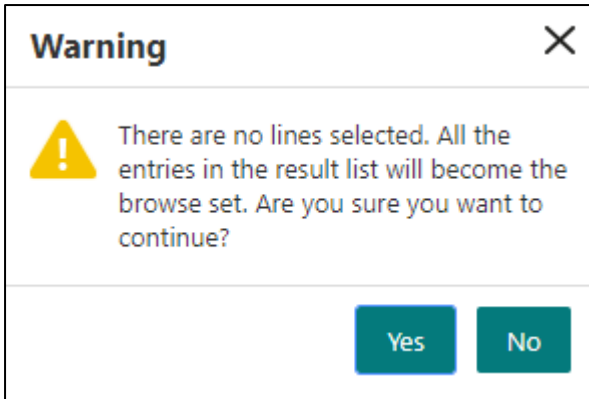 Warning
There are no lines selected. All the
entries in the result list will become the
browse set. Are you sure you want to
continue?
Yes
No